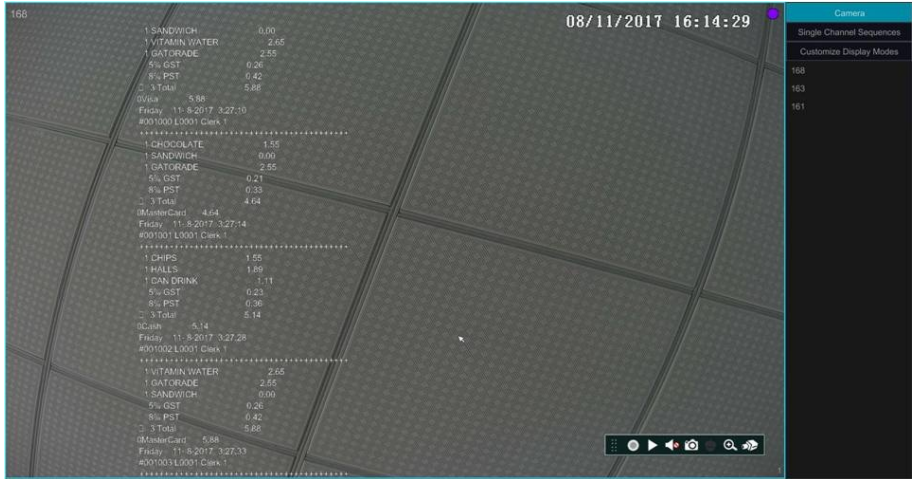 168
08/11/2017 16:14:29
1 SANDWICH 0.00
1 VITAMIN WATER 2.65
1 GATORADE 2.55
5% GST 0.26
8% PST 0.42
3 Total 5.88
0Visa 5.88
Friday 11- 8-2017 3:27:10
#001000 L0001 Clerk 1
++++++++++++++++++++++++++++++++++++
1 CHOCOLATE 1.55
1 SANDWICH 0.00
1 GATORADE 2.55
5% GST 0.21
8% PST 0.33
3 Total 4.64
0MasterCard 4.64
Friday 11- 8-2017 3:27:14
#001001 L0001 Clerk 1
++++++++++++++++++++++++++++++++++++
1 CHIPS 1.55
1 HALLS 1.89
1 CAN DRINK 1.11
5% GST 0.23
8% PST 0.36
3 Total 5.14
0Cash 5.14
Friday 11- 8-2017 3:27:28
#001002 L0001 Clerk 1
++++++++++++++++++++++++++++++++++++
1 VITAMIN WATER 2.65
1 GATORADE 2.55
1 SANDWICH 0.00
5% GST 0.26
8% PST 0.42
3 Total 5.88
0MasterCard 5.88
Friday 11- 8-2017 3:27:33
#001003 L0001 Clerk 1
++++++++++++++++++++++++++++++++++++
1
Camera
Single Channel Sequences
Customize Display Modes
168
163
161